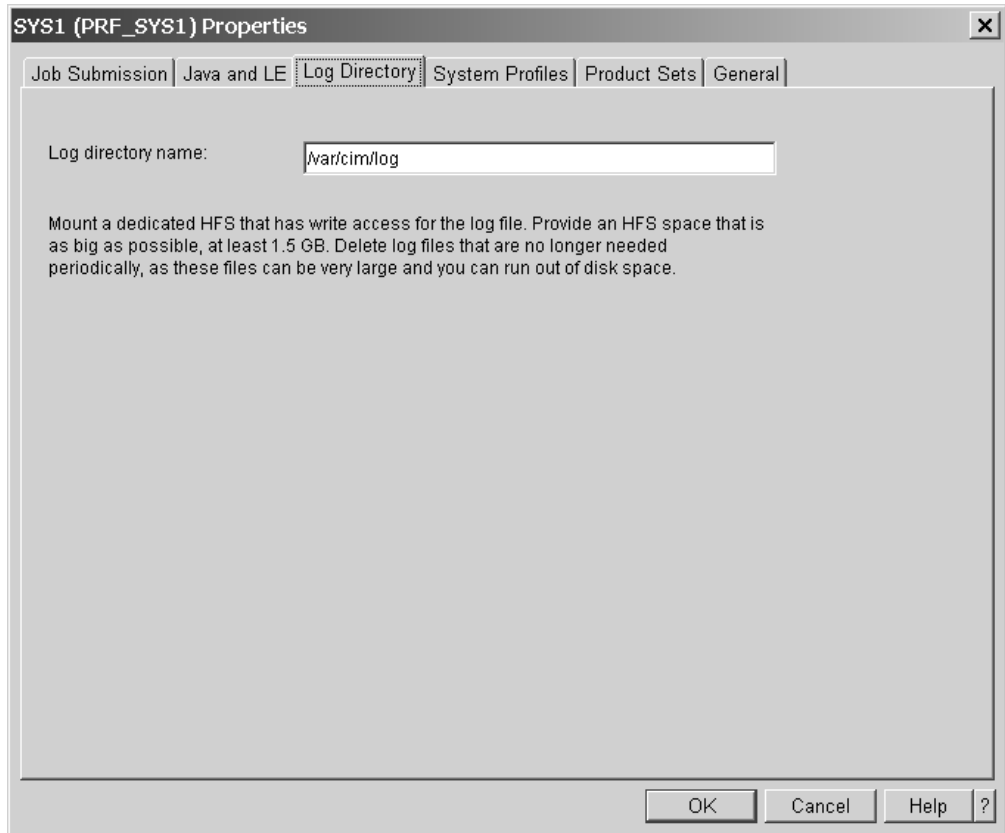 SYS1 (PRF_SYS1) Properties
Job Submission Java and LE Log Directory System Profiles Product Sets General
Log directory name: /var/cim/log
Mount a dedicated HFS that has write access for the log file. Provide an HFS space that is
as big as possible, at least 1.5 GB. Delete log files that are no longer needed
periodically, as these files can be very large and you can run out of disk space.
OK Cancel Help ?